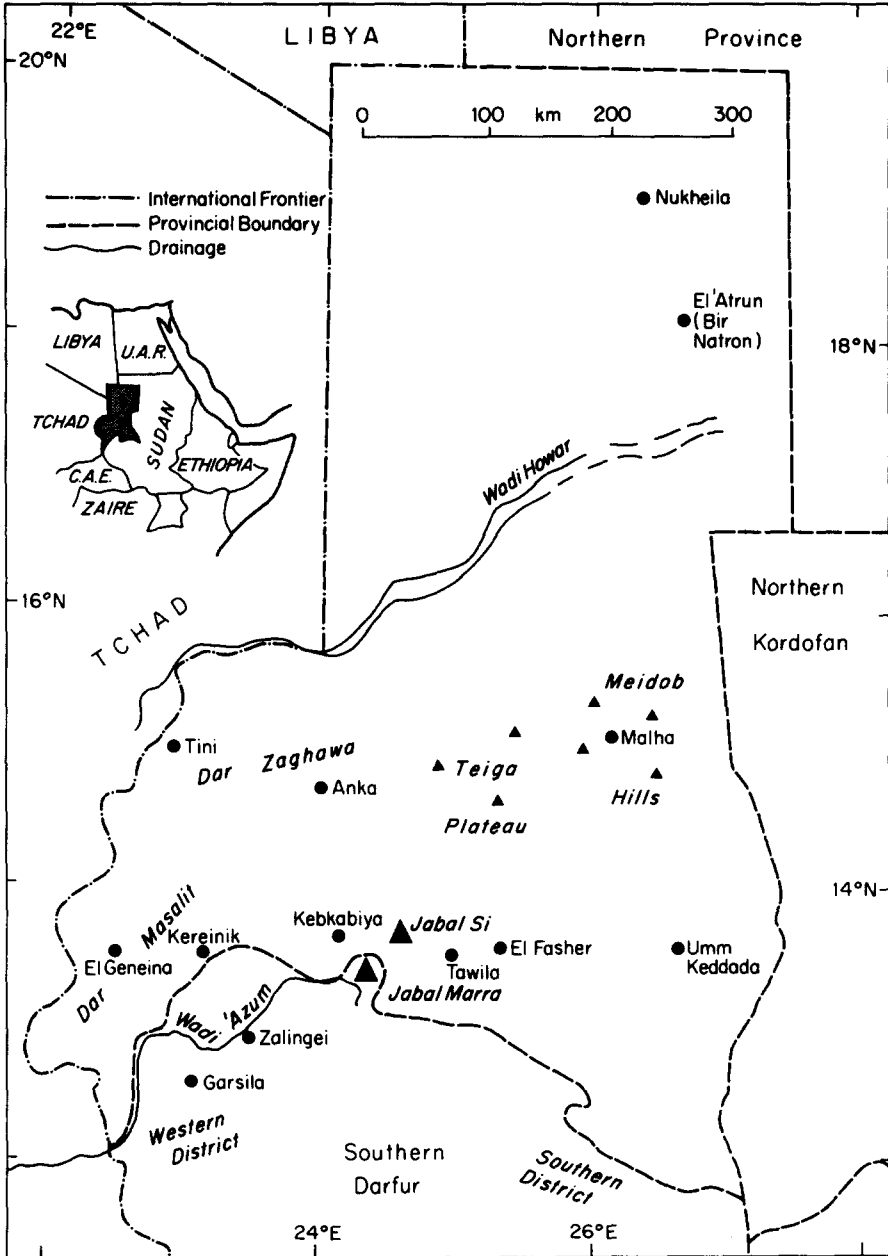 22°E
LIBYA
Northern Province
20°N
0 100 km 200 300
International Frontier
Provincial Boundary
Drainage
Nukheila
El 'Atrun
(Bir
Natron)
18°N
LIBYA
U.A.R.
TCHAD
SUDAN
ETHIOPIA
C.A.E.
ZAIRE
Wadi Howar
16°N
TCHAD
Northern
Kordofan
Meidob
Malha
Tini
Dar Zaghawa
Teiga
Anka
Hills
Plateau
14°N
Dar Masalit
Kebkabiya
Jabal Si
Kereinik
El Geneina
El Fasher
Tawila
Umm
Keddada
Jabal Marra
Wadi 'Azum
Zalingei
Garsila
Western
District
Southern
Darfur
Southern
District
24°E
26°E